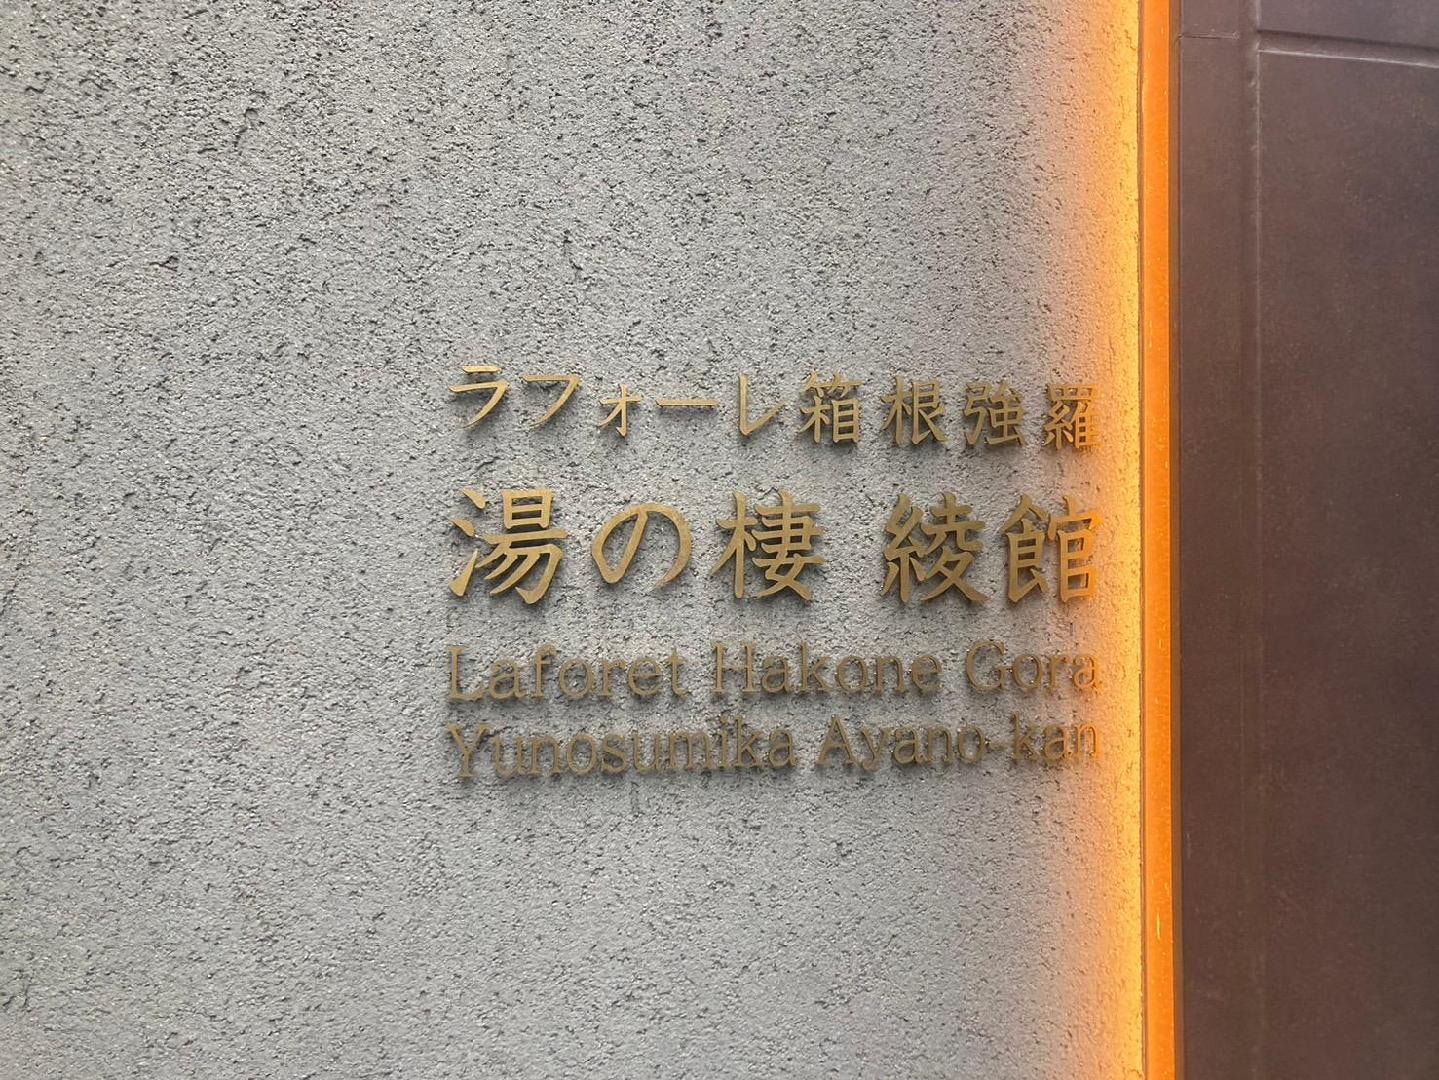 ラフォーレ箱根強羅
湯の棲 綾館
Laforet Hakone Gora
Yunosumika Ayano-kan